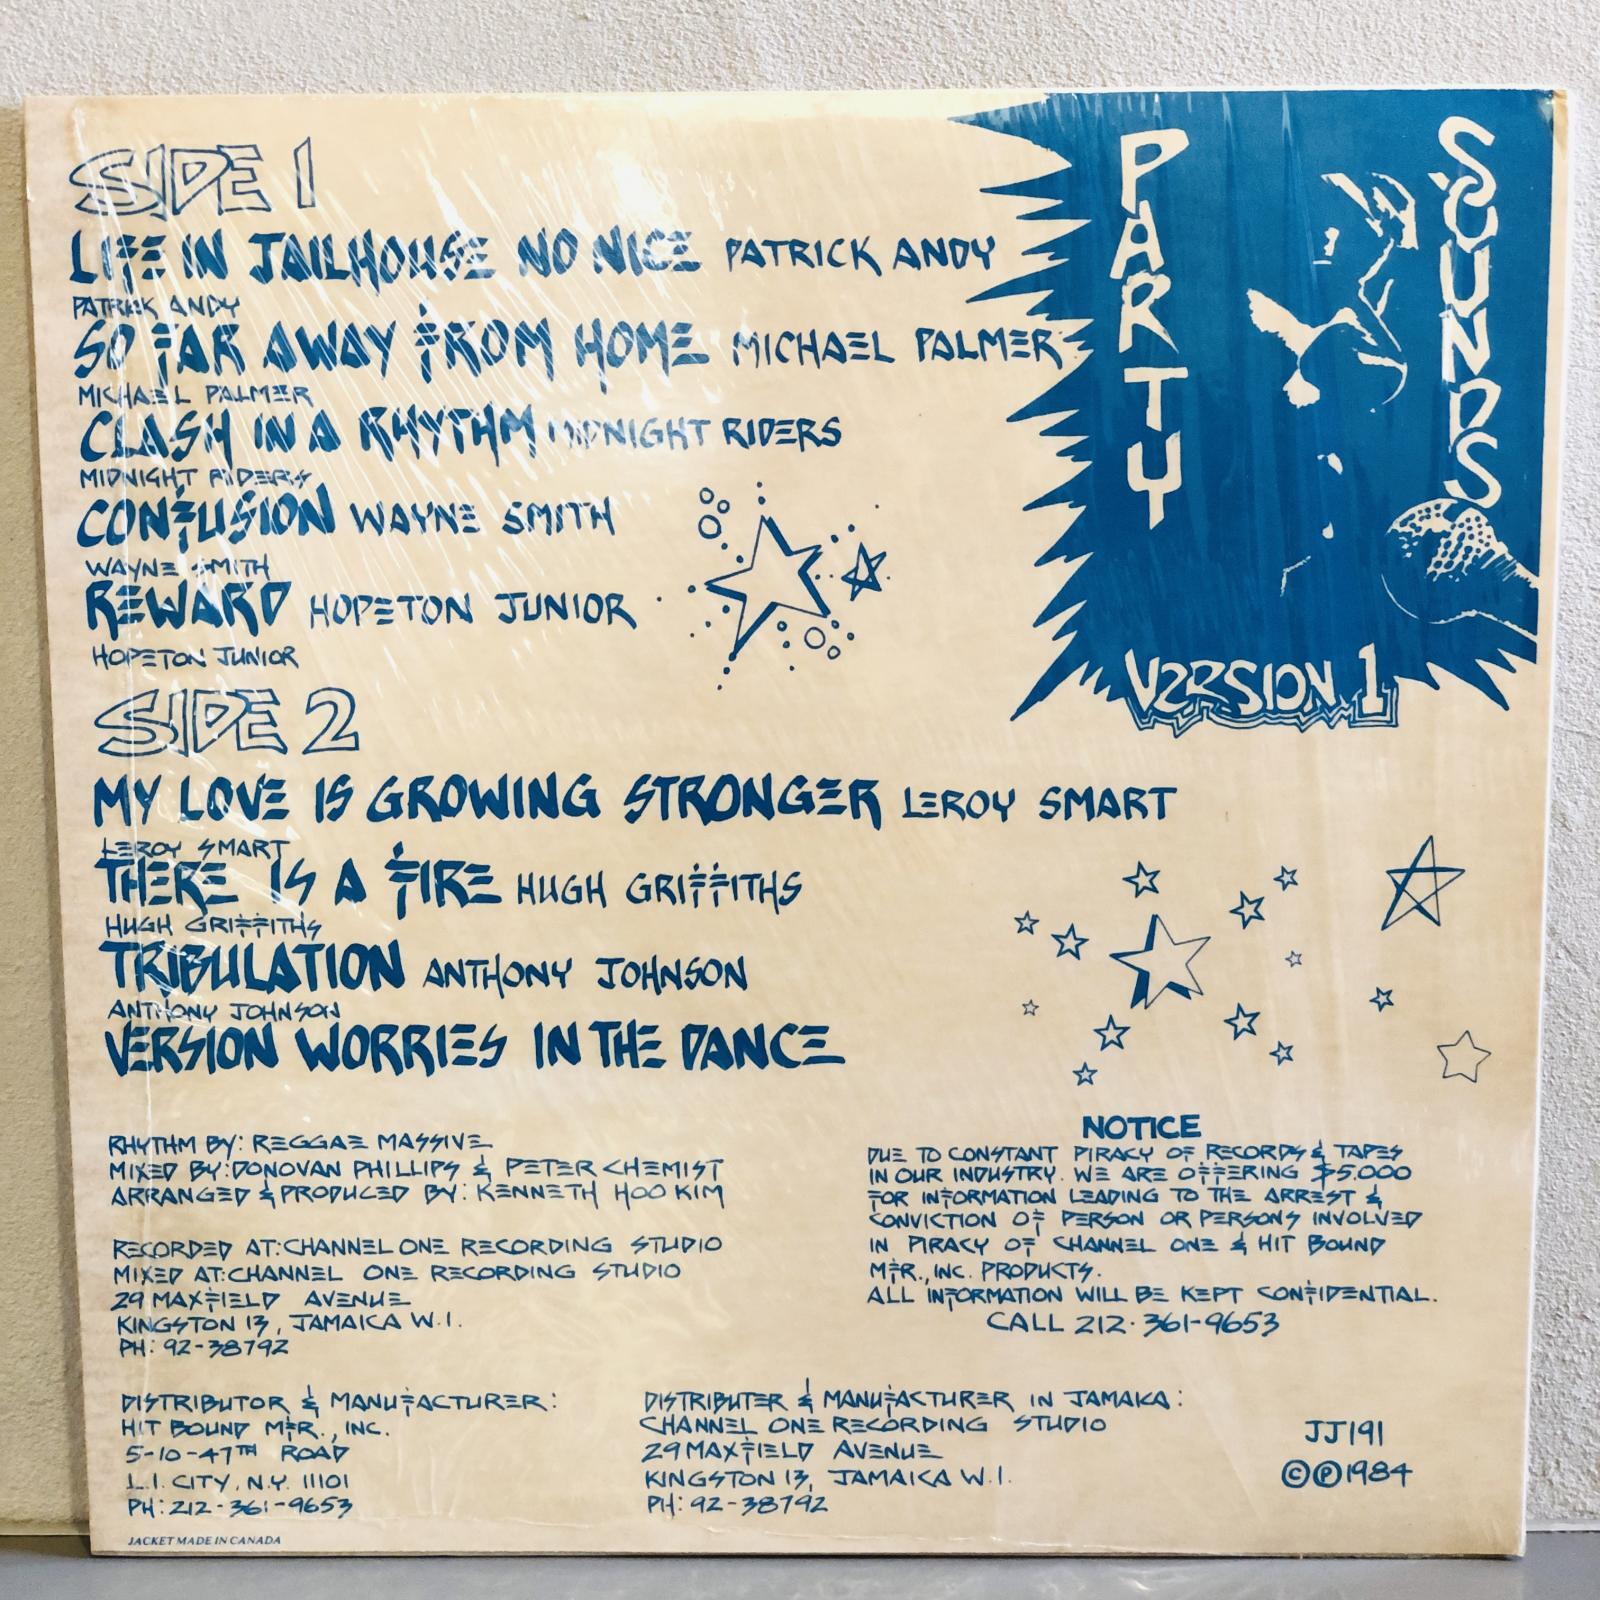 SIDE 1
LIFE IN JAILHOUSE NO NICE PATRICK ANDY
PATRICK ANDY
SO FAR AWAY FROM HOME MICHAEL PALMER
MICHAEL PALMER
CLASH IN A RHYTHM MIDNIGHT RIDERS
MIDNIGHT RIDERS
CONFUSION WAYNE SMITH
WAYNE SMITH
REWARD HOPETON JUNIOR
HOPETON JUNIOR
PARTY
SOUNDS
VERSION 1
SIDE 2
MY LOVE IS GROWING STRONGER LEROY SMART
LEROY SMART
THERE IS A FIRE HUGH GRIFFITHS
HUGH GRIFFITHS
TRIBULATION ANTHONY JOHNSON
ANTHONY JOHNSON
VERSION WORRIES IN THE DANCE
RHYTHM BY: REGGAE MASSIVE
MIXED BY: DONOVAN PHILLIPS & PETER CHEMIST
ARRANGED & PRODUCED BY: KENNETH HOO KIM
RECORDED AT: CHANNEL ONE RECORDING STUDIO
MIXED AT: CHANNEL ONE RECORDING STUDIO
29 MAXFIELD AVENUE
KINGSTON 13, JAMAICA W.I.
PH: 92-38792
NOTICE
DUE TO CONSTANT PIRACY OF RECORDS & TAPES
IN OUR INDUSTRY. WE ARE OFFERING $5.000
FOR INFORMATION LEADING TO THE ARREST &
CONVICTION OF PERSON OR PERSONS INVOLVED
IN PIRACY OF CHANNEL ONE & HIT BOUND
MFR., INC. PRODUCTS.
ALL INFORMATION WILL BE KEPT CONFIDENTIAL.
CALL 212-361-9653
DISTRIBUTOR & MANUFACTURER:
HIT BOUND MFR., INC.
5-10-47TH ROAD
L.I. CITY, N.Y. 11101
PH: 212-361-9653
DISTRIBUTER & MANUFACTURER IN JAMAICA:
CHANNEL ONE RECORDING STUDIO
29 MAXFIELD AVENUE
KINGSTON 13, JAMAICA W.I.
PH: 92-38792
JJ191
©℗1984
JACKET MADE IN CANADA